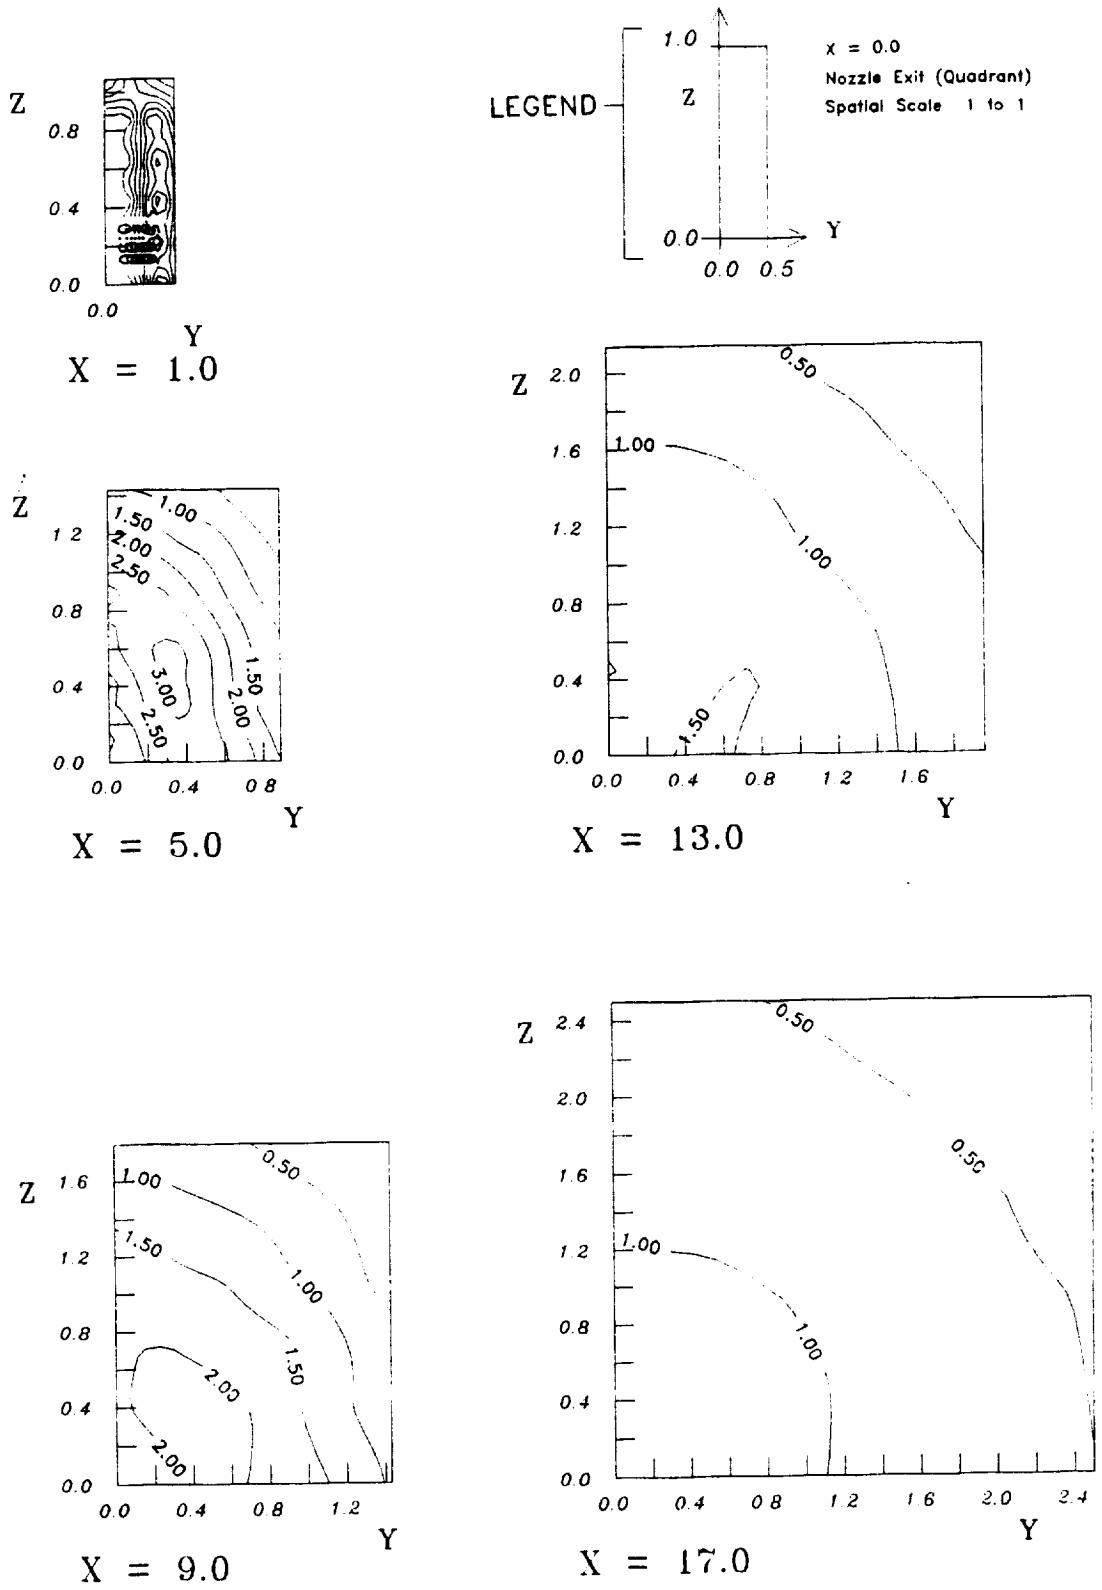 LEGEND
1.0
Z
0.0
0.0 0.5
Y
x = 0.0
Nozzle Exit (Quadrant)
Spatial Scale 1 to 1
Z
0.8
0.4
0.0
0.0
Y
X = 1.0
Z
1.2
0.8
0.4
0.0
1.00
1.50
2.00
2.50
3.00
1.50
2.00
2.50
0.0 0.4 0.8
Y
X = 5.0
Z
2.0
1.6
1.2
0.8
0.4
0.0
0.50
1.00
1.00
1.50
0.0 0.4 0.8 1.2 1.6
Y
X = 13.0
Z
1.6
1.2
0.8
0.4
0.0
0.50
1.00
1.50
1.00
1.50
2.00
2.00
0.0 0.4 0.8 1.2
Y
X = 9.0
Z
2.4
2.0
1.6
1.2
0.8
0.4
0.0
0.50
0.50
1.00
1.00
0.0 0.4 0.8 1.2 1.6 2.0 2.4
Y
X = 17.0